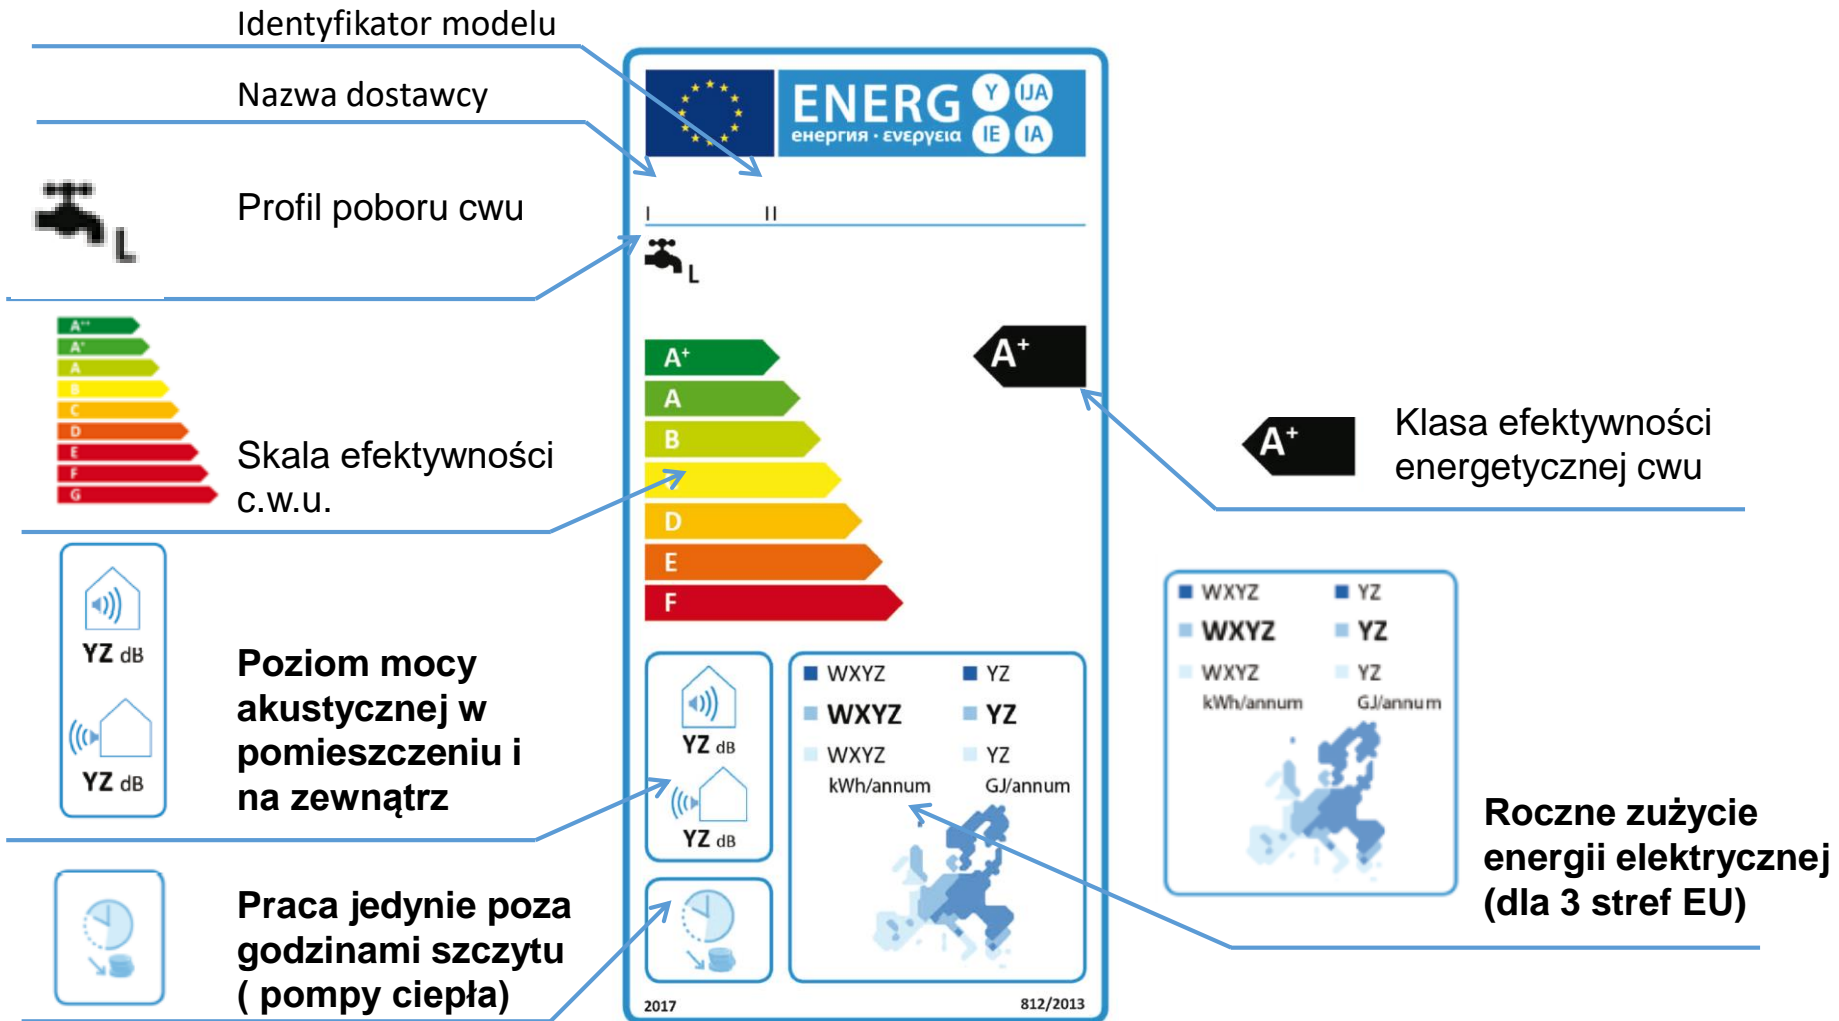 Identyfikator modelu
Nazwa dostawcy
L
Profil poboru cwu
A++
A+
A
B
C
D
E
F
G
Skala efektywności
c.w.u.
YZ dB
YZ dB
Poziom mocy
akustycznej w
pomieszczeniu i
na zewnątrz
Praca jedynie poza
godzinami szczytu
( pompy ciepła)
ENERG
енергия · ενεργεια
Y IJA
IE IA
I II
L
A+
A
B
D
E
F
A+
YZ dB
YZ dB
WXYZ YZ
WXYZ YZ
WXYZ YZ
kWh/annum GJ/annum
2017 812/2013
A+
Klasa efektywności
energetycznej cwu
WXYZ YZ
WXYZ YZ
WXYZ YZ
kWh/annum GJ/annum
Roczne zużycie
energii elektrycznej
(dla 3 stref EU)